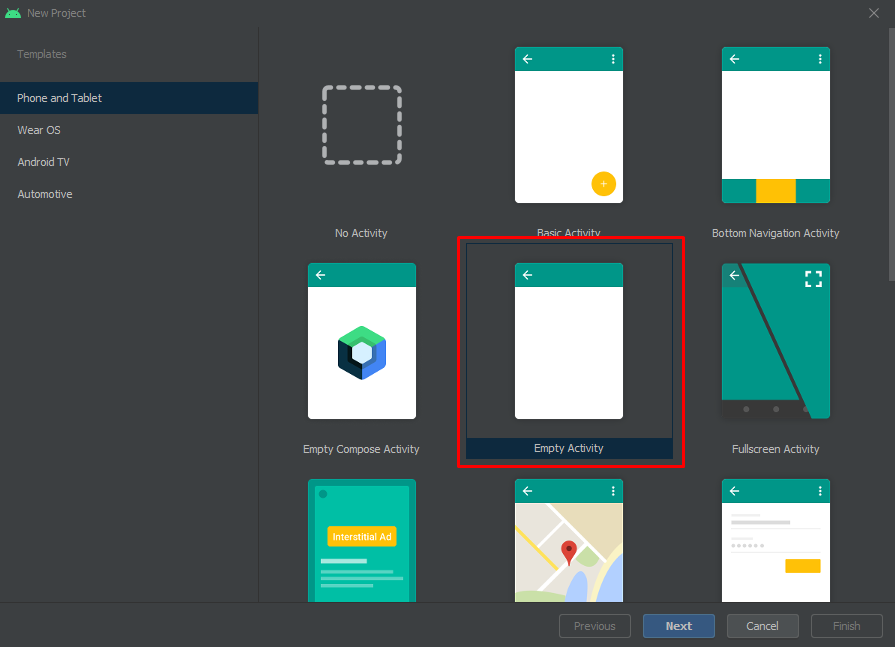 New Project
Templates
Phone and Tablet
Wear OS
Android TV
Automotive
No Activity
Basic Activity
Bottom Navigation Activity
Empty Compose Activity
Empty Activity
Fullscreen Activity
Interstitial Ad
Previous
Next
Cancel
Finish